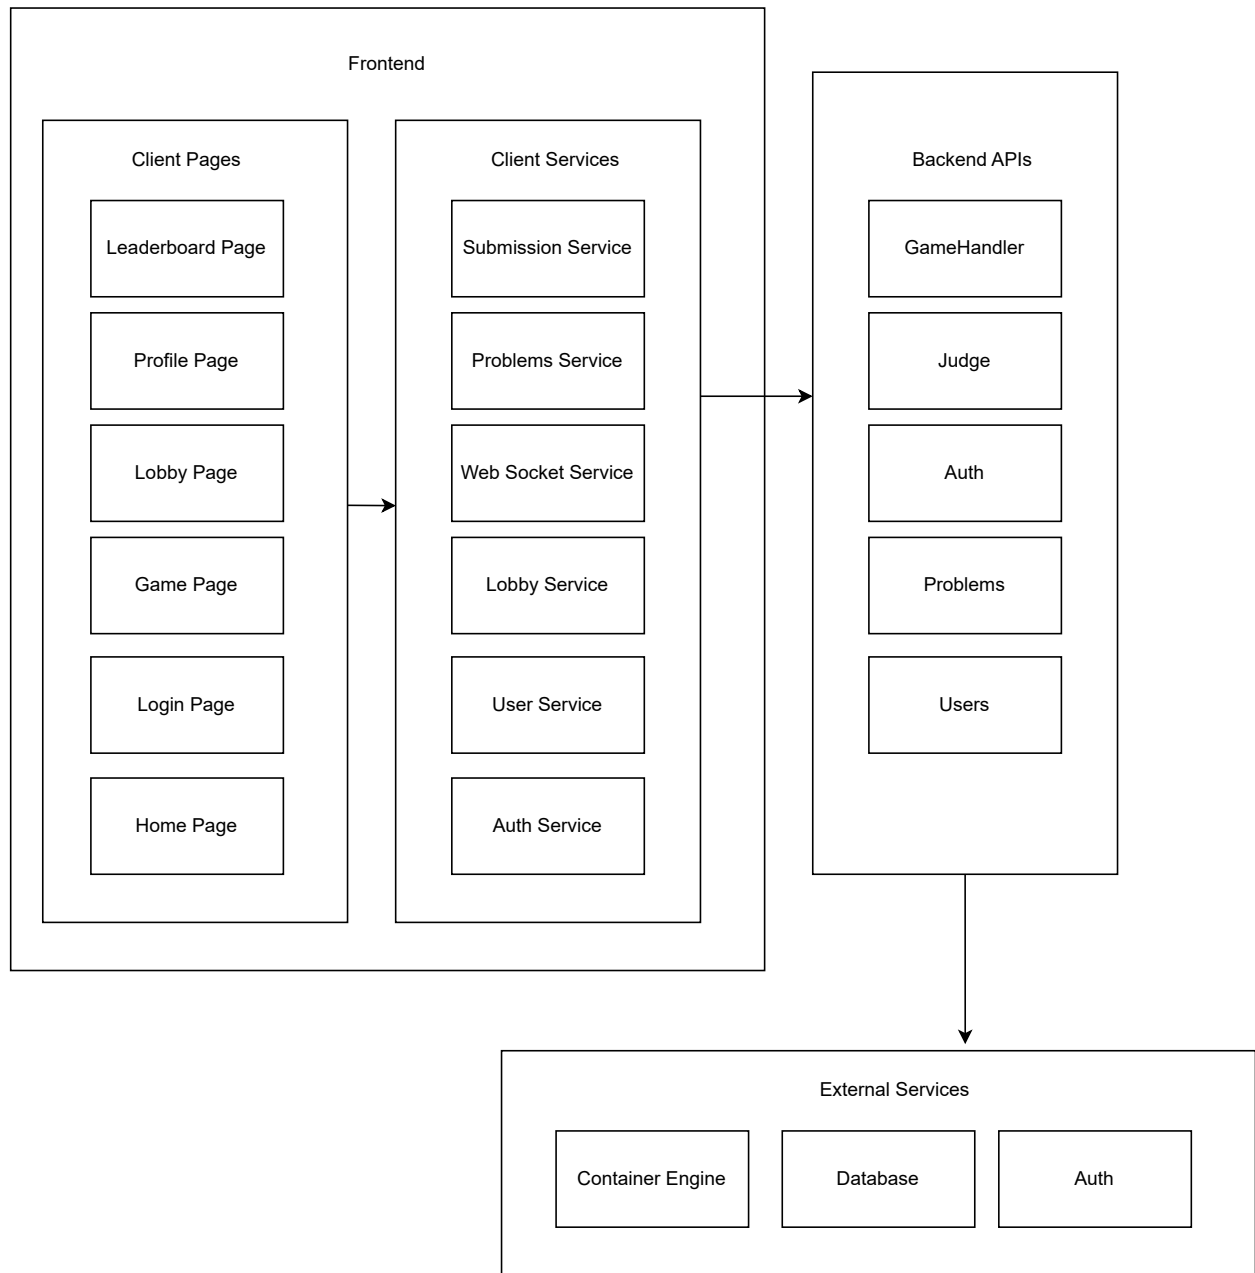 Frontend
Client Pages
Leaderboard Page
Profile Page
Lobby Page
Game Page
Login Page
Home Page
Client Services
Submission Service
Problems Service
Web Socket Service
Lobby Service
User Service
Auth Service
Backend APIs
GameHandler
Judge
Auth
Problems
Users
External Services
Container Engine
Database
Auth